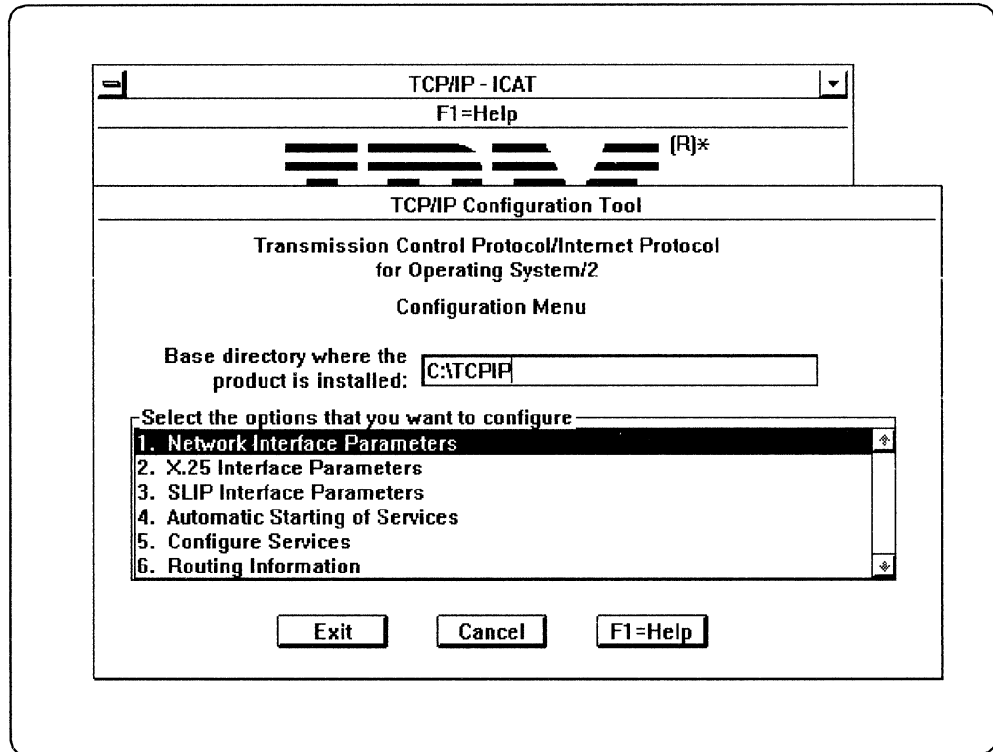 TCP/IP - ICAT
F1=Help
(R)*
TCP/IP Configuration Tool
Transmission Control Protocol/Internet Protocol
for Operating System/2
Configuration Menu
Base directory where the
product is installed:
C:\TCPIP
Select the options that you want to configure
1. Network Interface Parameters
2. X.25 Interface Parameters
3. SLIP Interface Parameters
4. Automatic Starting of Services
5. Configure Services
6. Routing Information
Exit Cancel F1=Help